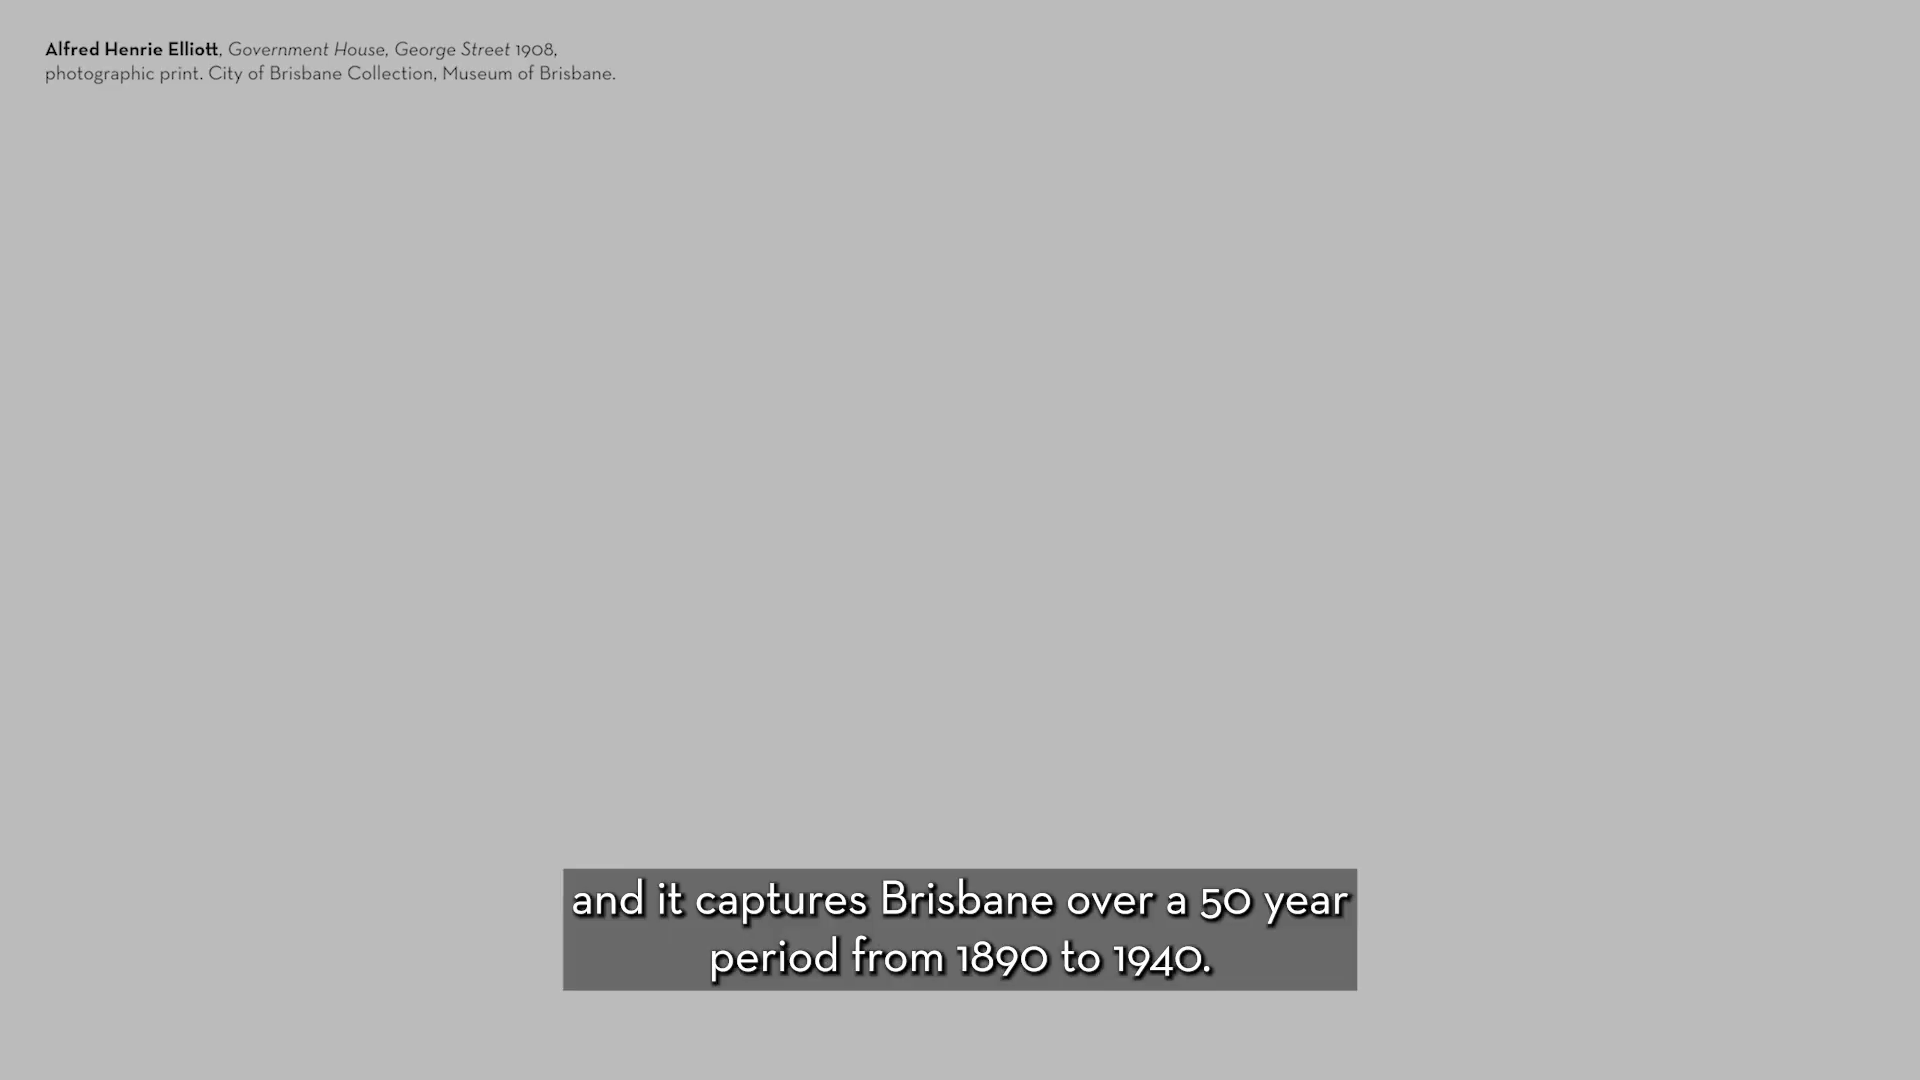 Alfred Henrie Elliott, Government House, George Street 1908,
photographic print. City of Brisbane Collection, Museum of Brisbane.
and it captures Brisbane over a 50 year
period from 1890 to 1940.